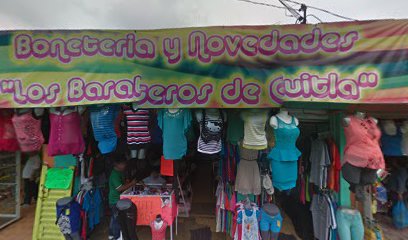 Boneteria y Novedades
"Los Barateros de Cuitla"